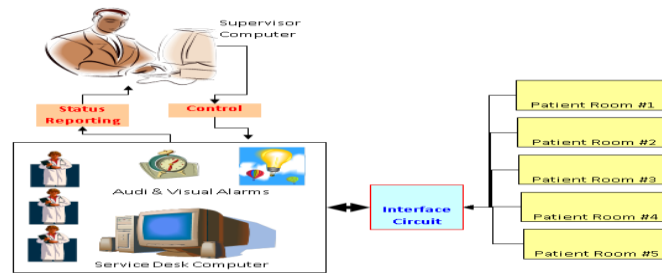 Supervisor
Computer
Status
Reporting
Control
Audi & Visual Alarms
Service Desk Computer
Interface
Circuit
Patient Room #1
Patient Room #2
Patient Room #3
Patient Room #4
Patient Room #5